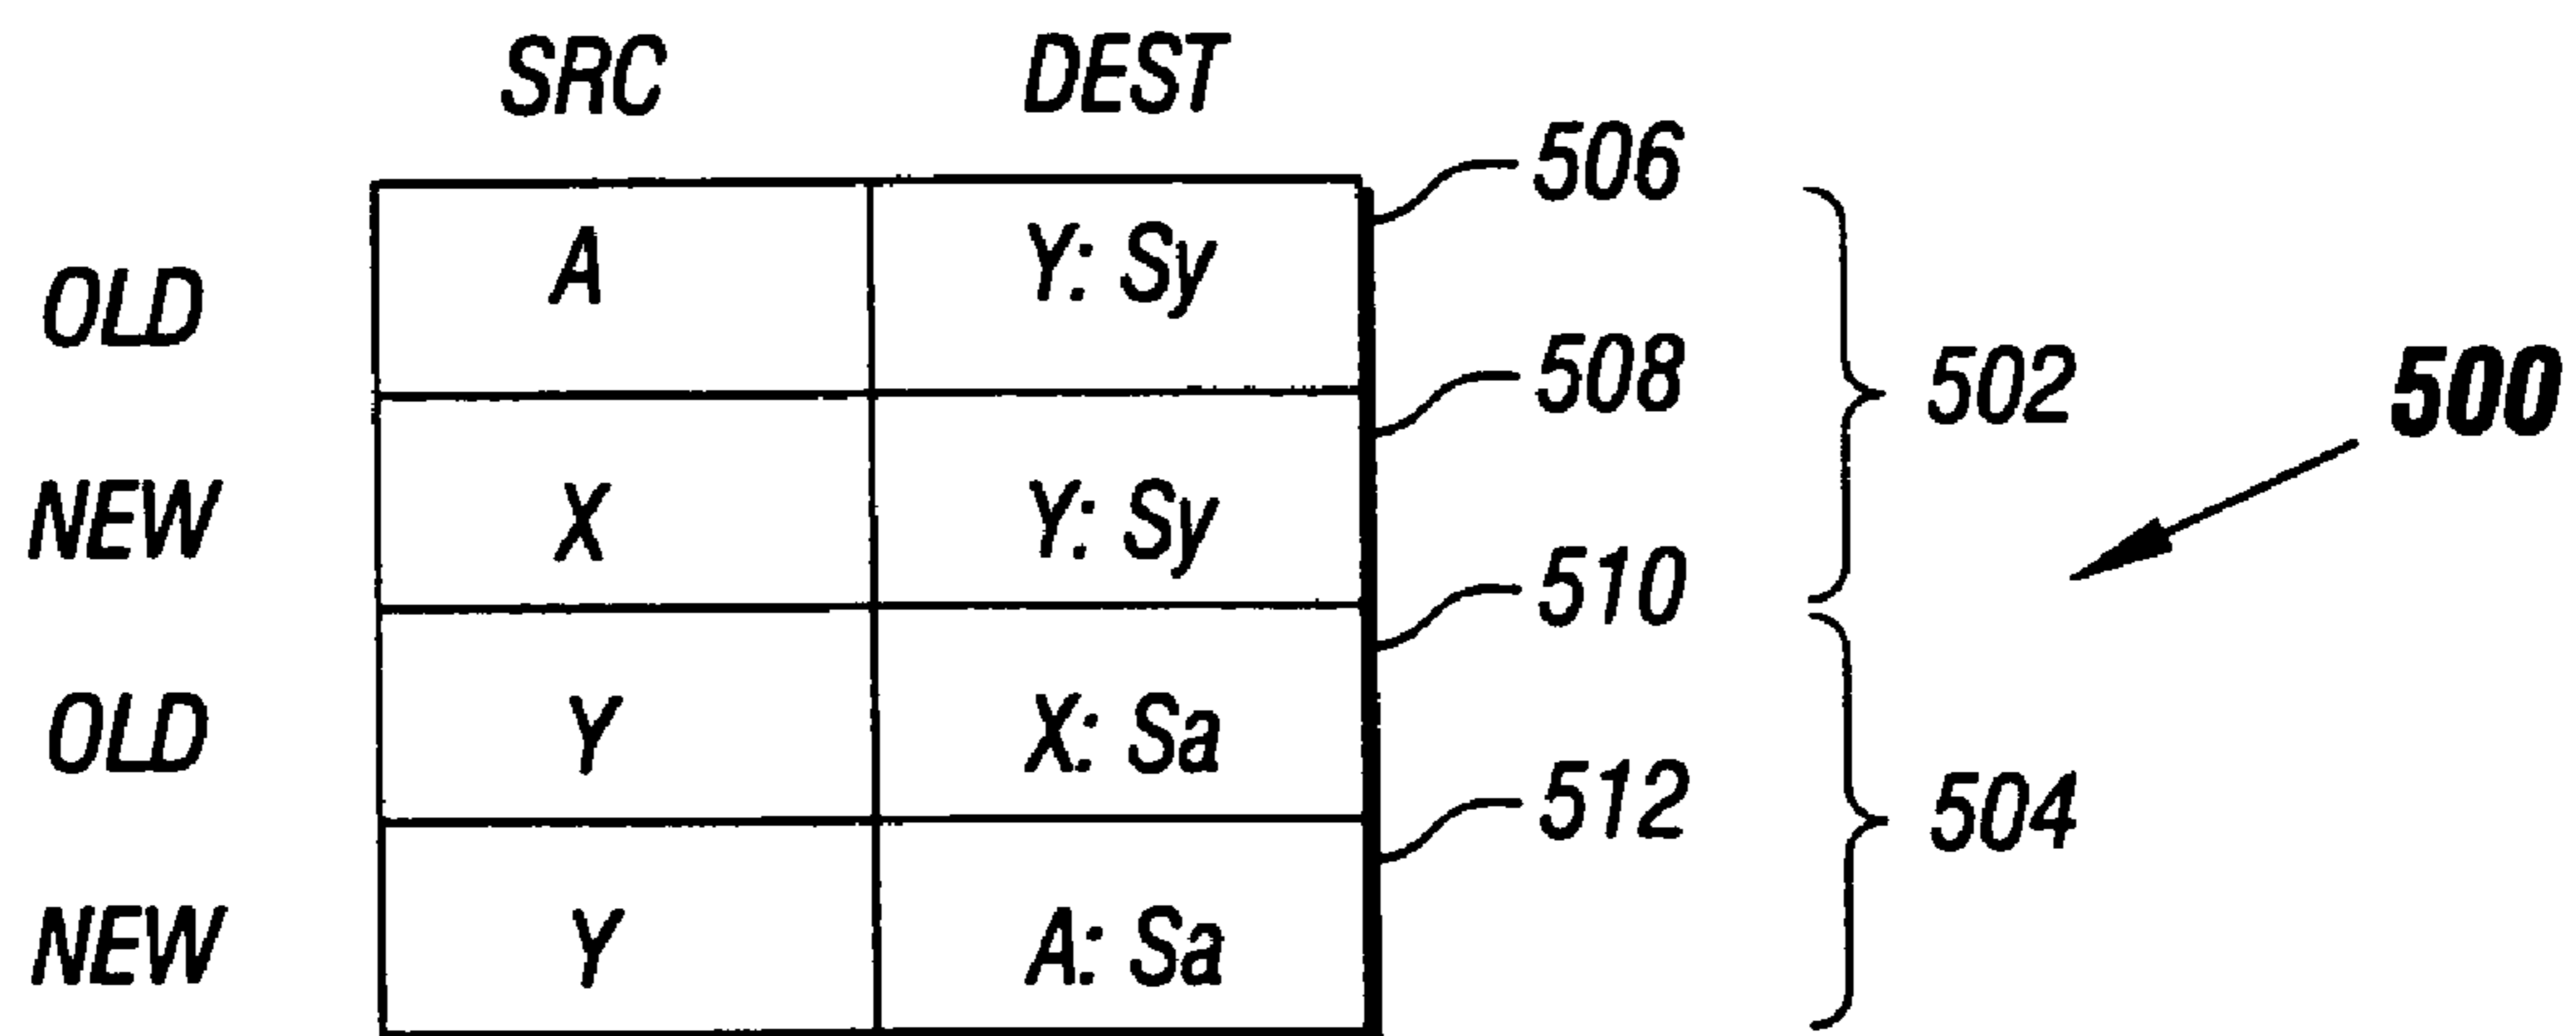 SRC DEST
506
OLD A Y: Sy
508
502
500
NEW X Y: Sy
510
OLD Y X: Sa
512
504
NEW Y A: Sa